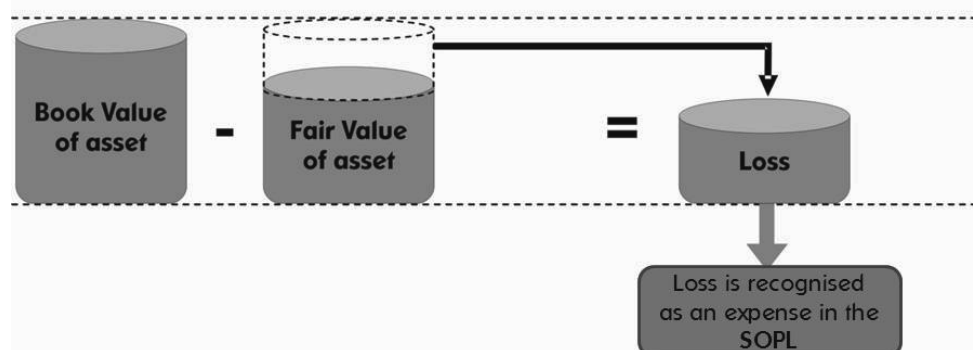 Book Value
of asset
-
Fair Value
of asset
=
Loss
Loss is recognised
as an expense in the
SOPL